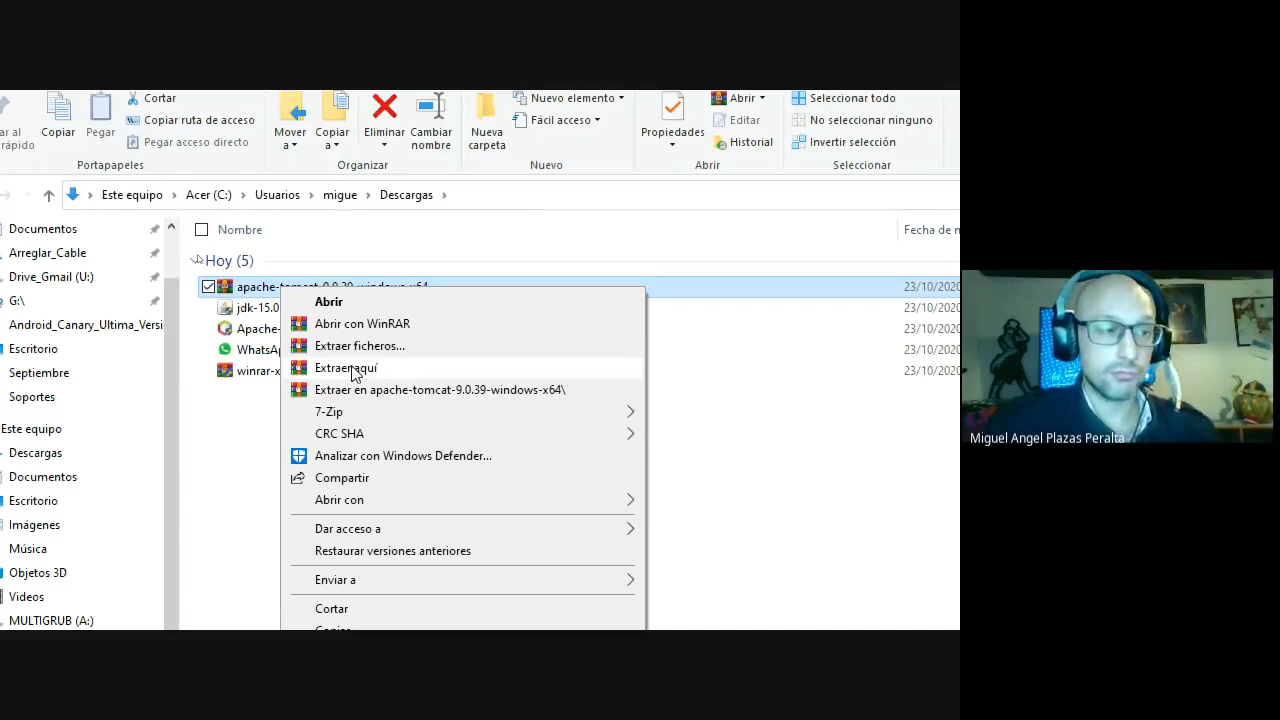 Cortar
Nuevo elemento
Abrir
Seleccionar todo
Copiar ruta de acceso
Fácil acceso
Editar
No seleccionar ninguno
Copiar
Pegar
Pegar acceso directo
Mover a
Copiar a
Eliminar
Cambiar nombre
Nueva carpeta
Propiedades
Historial
Invertir selección
ar al
rápido
Portapapeles
Organizar
Nuevo
Abrir
Seleccionar
Este equipo
Acer (C:)
Usuarios
migue
Descargas
Documentos
Arreglar_Cable
Drive_Gmail (U:)
G:\
Android_Canary_Ultima_Versi
Escritorio
Septiembre
Soportes
Este equipo
Descargas
Documentos
Escritorio
Imágenes
Música
Objetos 3D
Videos
MULTIGRUB (A:)
Nombre
Fecha de m
Hoy (5)
apache-tomcat-9.0.39-windows-x64
23/10/2020
jdk-15.0
23/10/2020
Apache-
23/10/2020
WhatsA
23/10/2020
winrar-x
23/10/2020
Abrir
Abrir con WinRAR
Extraer ficheros...
Extraer aquí
Extraer en apache-tomcat-9.0.39-windows-x64\
7-Zip
CRC SHA
Analizar con Windows Defender...
Compartir
Abrir con
Dar acceso a
Restaurar versiones anteriores
Enviar a
Cortar
Copiar
Miguel Angel Plazas Peralta